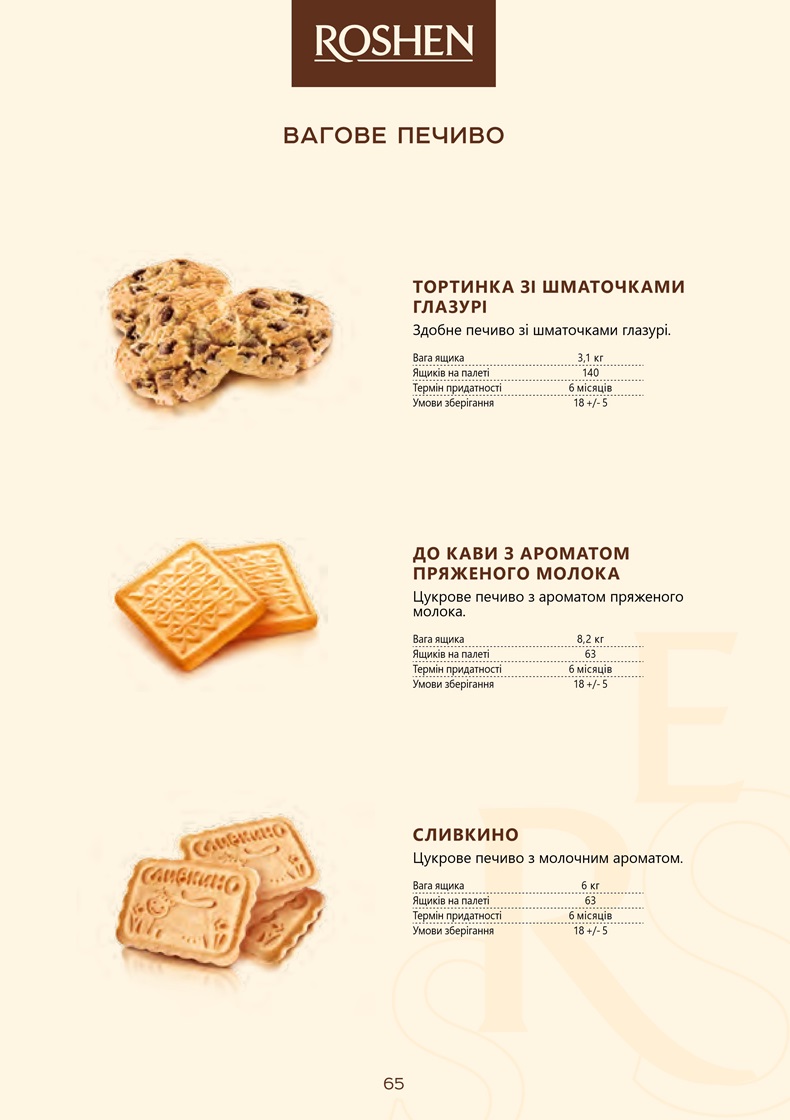 ROSHEN
ВАГОВЕ ПЕЧИВО
ТОРТИНКА ЗІ ШМАТОЧКАМИ
ГЛАЗУРІ
Здобне печиво зі шматочками глазурі.
Вага ящика 3,1 кг
Ящиків на палеті 140
Термін придатності 6 місяців
Умови зберігання 18 +/- 5
ДО КАВИ З АРОМАТОМ
ПРЯЖЕНОГО МОЛОКА
Цукрове печиво з ароматом пряженого
молока.
Вага ящика 8,2 кг
Ящиків на палеті 63
Термін придатності 6 місяців
Умови зберігання 18 +/- 5
СЛИВКИНО
СЛИВКИНО
СЛИВКИНО
Цукрове печиво з молочним ароматом.
Вага ящика 6 кг
Ящиків на палеті 63
Термін придатності 6 місяців
Умови зберігання 18 +/- 5
65